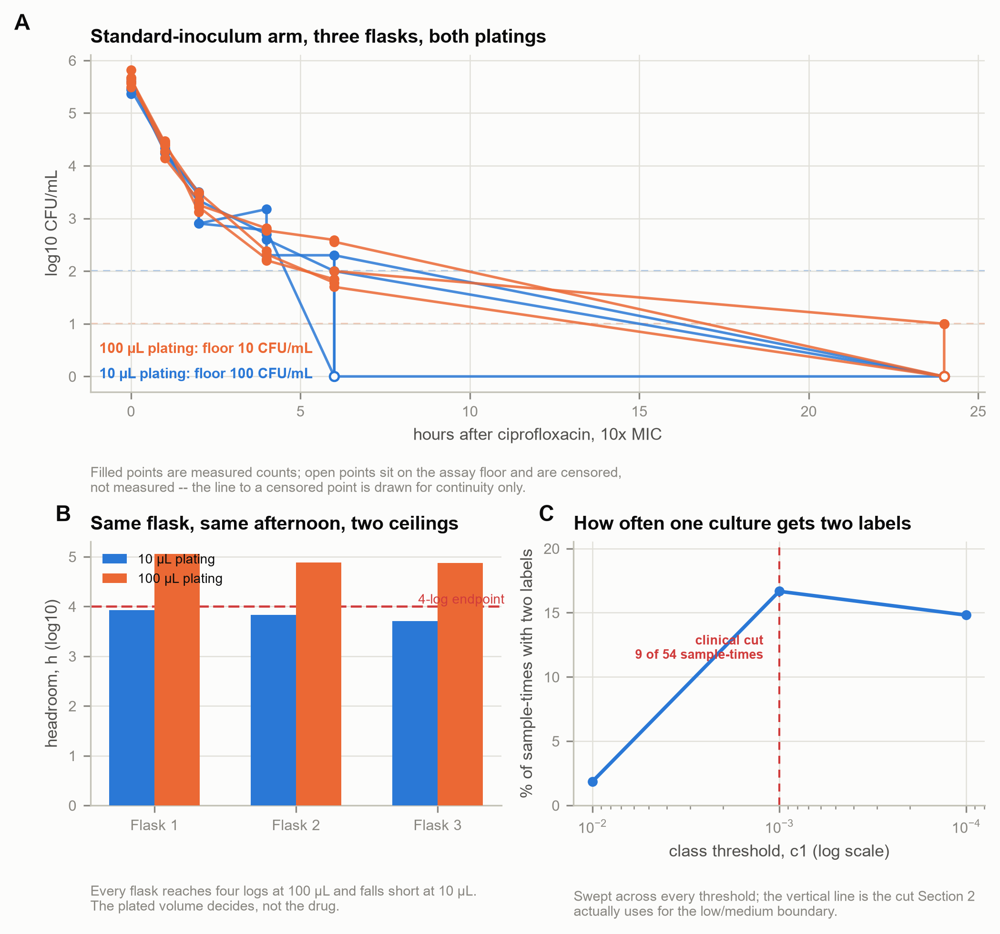 A
Standard-inoculum arm, three flasks, both platings
6
5
4
3
2
1
0
log10 CFU/mL
100 µL plating: floor 10 CFU/mL
10 µL plating: floor 100 CFU/mL
0
5
10
15
20
25
hours after ciprofloxacin, 10x MIC
Filled points are measured counts; open points sit on the assay floor and are censored,
not measured -- the line to a censored point is drawn for continuity only.
B
Same flask, same afternoon, two ceilings
5
4
3
2
1
0
headroom, h (log10)
10 µL plating
100 µL plating
4-log endpoint
Flask 1
Flask 2
Flask 3
Every flask reaches four logs at 100 µL and falls short at 10 µL.
The plated volume decides, not the drug.
C
How often one culture gets two labels
20
15
10
5
0
% of sample-times with two labels
clinical cut
9 of 54 sample-times
10⁻²
10⁻³
10⁻⁴
class threshold, c1 (log scale)
Swept across every threshold; the vertical line is the cut Section 2
actually uses for the low/medium boundary.